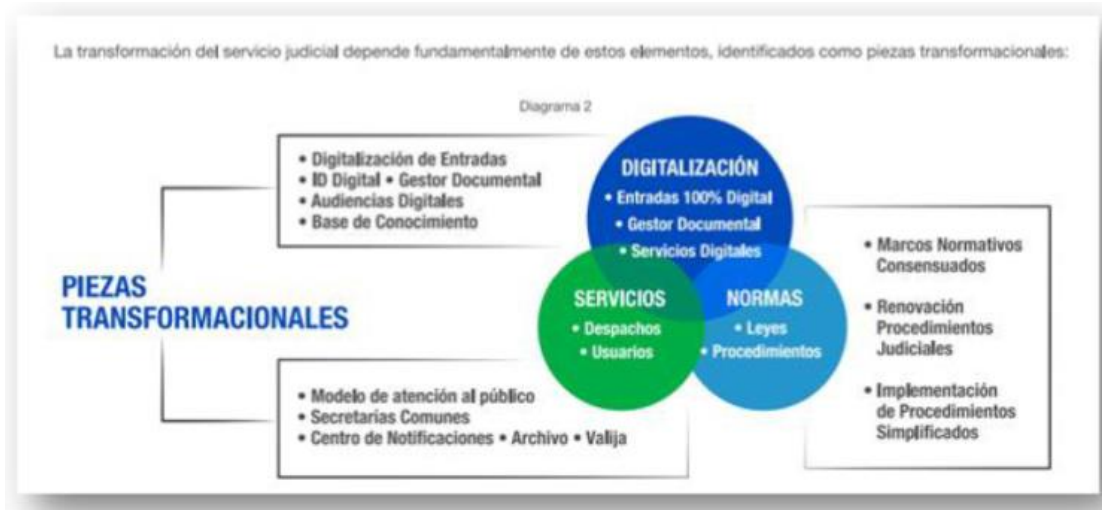 La transformación del servicio judicial depende fundamentalmente de estos elementos, identificados como piezas transformacionales:
Diagrama 2
PIEZAS
TRANSFORMACIONALES
• Digitalización de Entradas
• ID Digital • Gestor Documental
• Audiencias Digitales
• Base de Conocimiento
DIGITALIZACIÓN
• Entradas 100% Digital
• Gestor Documental
• Servicios Digitales
SERVICIOS
• Despachos
• Usuarios
NORMAS
• Leyes
• Procedimientos
• Marcos Normativos
Consensuados
• Renovación
Procedimientos
Judiciales
• Implementación
de Procedimientos
Simplificados
• Modelo de atención al público
• Secretarías Comunes
• Centro de Notificaciones • Archivo • Valija